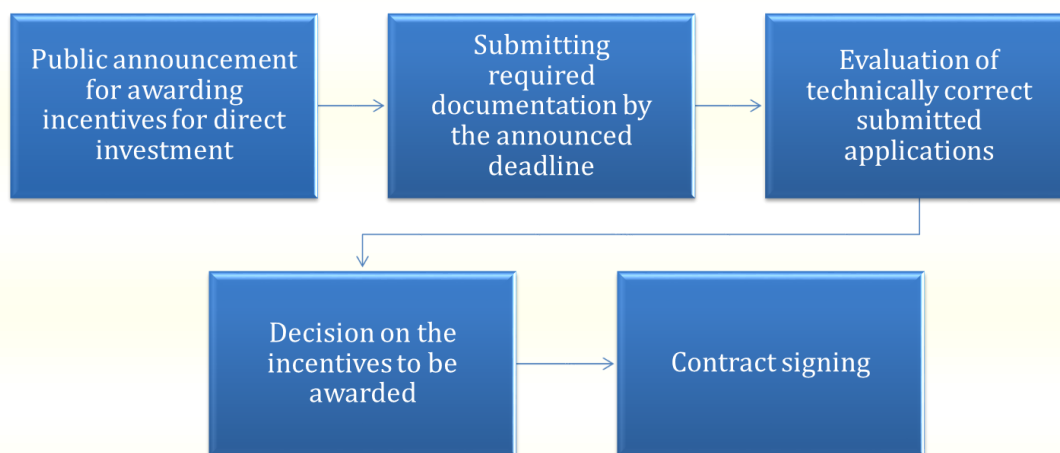 Public announcement
for awarding
incentives for direct
investment
Submitting
required
documentation by
the announced
deadline
Evaluation of
technically correct
submitted
applications
Decision on the
incentives to be
awarded
Contract signing